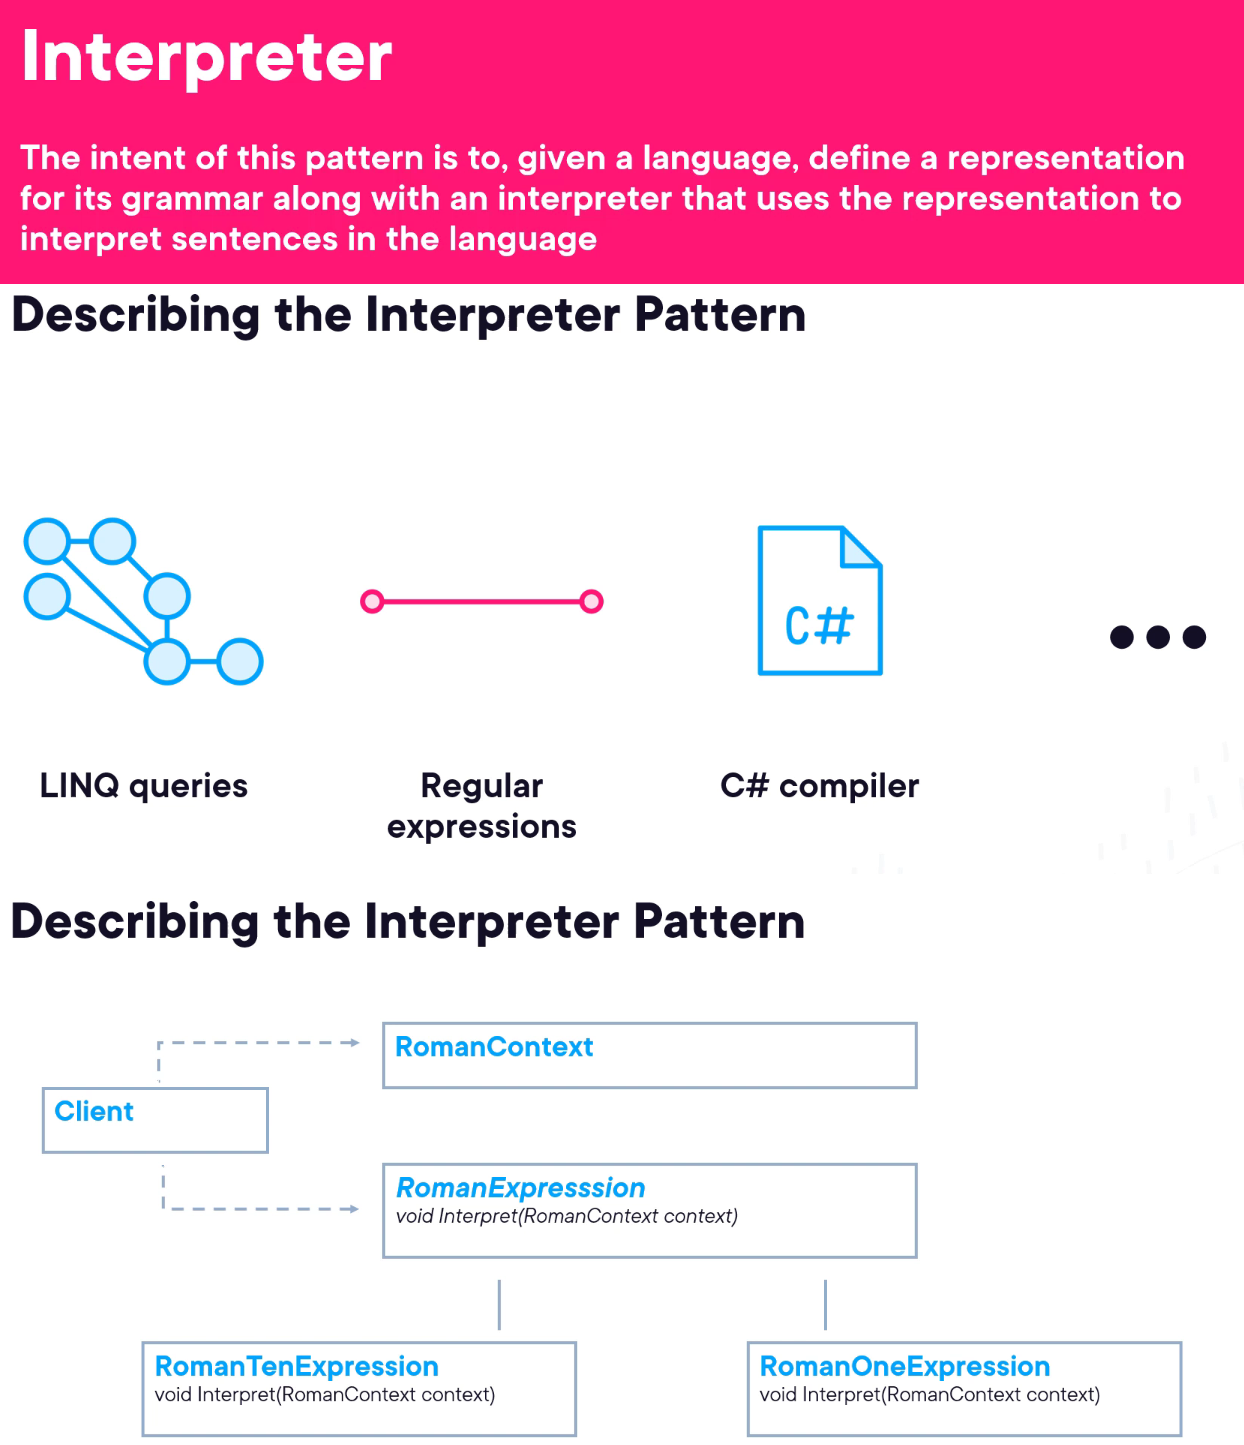 Interpreter
The intent of this pattern is to, given a language, define a representation
for its grammar along with an interpreter that uses the representation to
interpret sentences in the language
Describing the Interpreter Pattern
C#
LINQ queries
Regular
expressions
C# compiler
Describing the Interpreter Pattern
RomanContext
Client
RomanExpresssion
void Interpret(RomanContext context)
RomanTenExpression
void Interpret(RomanContext context)
RomanOneExpression
void Interpret(RomanContext context)